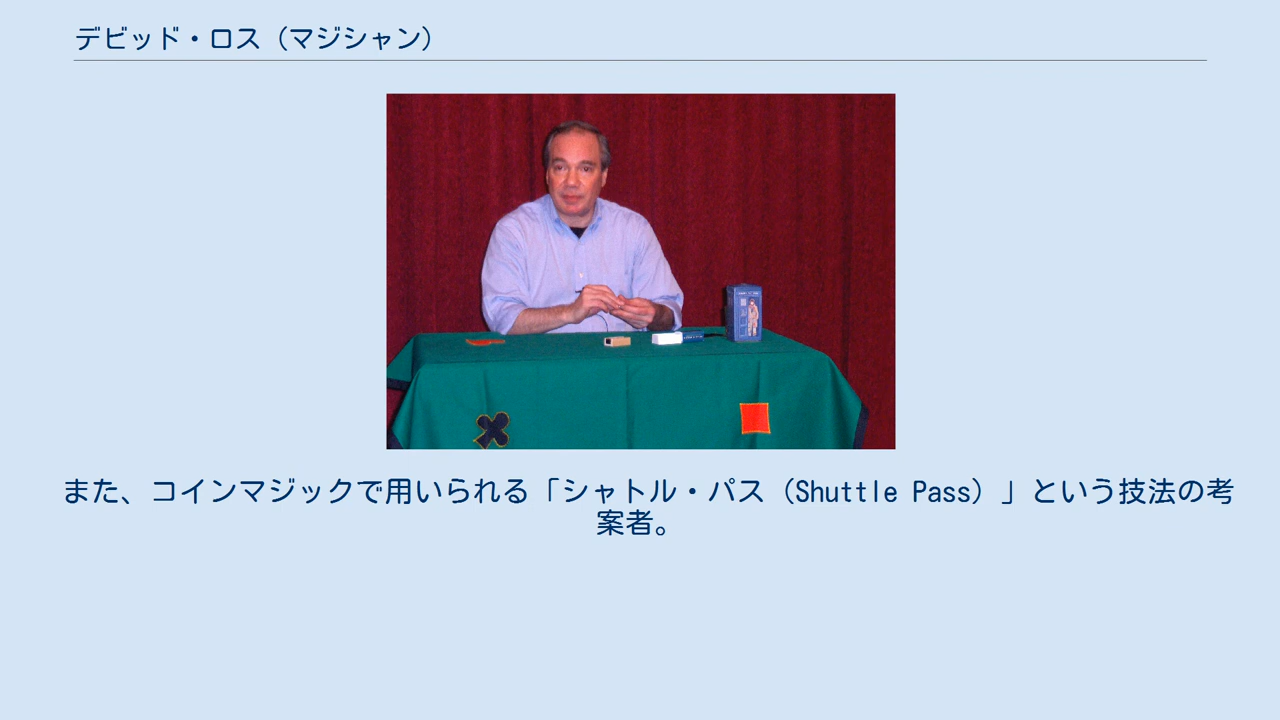 デビッド・ロス（マジシャン）
また、コインマジックで用いられる「シャトル・パス（Shuttle Pass）」という技法の考
案者。